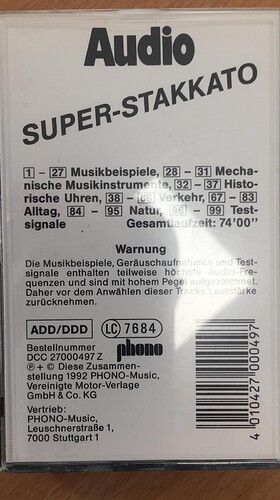 Audio
SUPER-STAKKATO
1 - 27 Musikbeispiele, 28 - 31 Mecha-
nische Musikinstrumente, 32 - 37 Histo-
rische Uhren, 38 - Verkehr, 67 - 83
Alltag, 84 - 95 Natur, 96 - 99 Test-
signale Gesamtlaufzeit: 74'00"
Warnung
Die Musikbeispiele, Geräuschaufnahmen und Test-
signale enthalten teilweise höchste Audio-Fre-
quenzen und sind mit hohem Pegel aufgezeichnet.
Daher vor dem Anwählen dieser Tracks Lautstärke
zurücknehmen.
ADD/DDD LC 7684
Bestellnummer phono
DCC 27000497 Z
℗ + © Diese Zusammen-
stellung 1992 PHONO-Music,
Vereinigte Motor-Verlage
GmbH & Co. KG
Vertrieb:
PHONO-Music,
Leuschnerstraße 1,
7000 Stuttgart 1
4 010427 000497